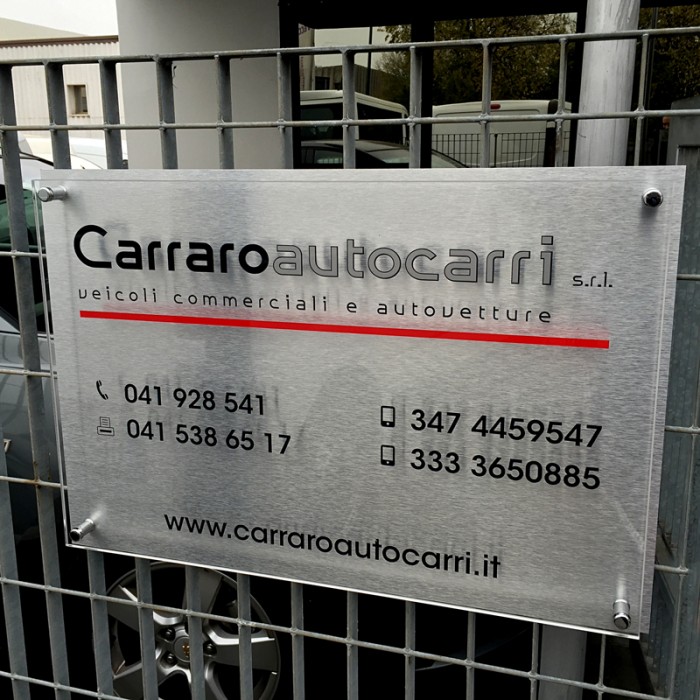 Carraroautocarri s.r.l.
veicoli commerciali e autovetture
041 928 541
041 538 65 17
347 4459547
333 3650885
www.carraroautocarri.it